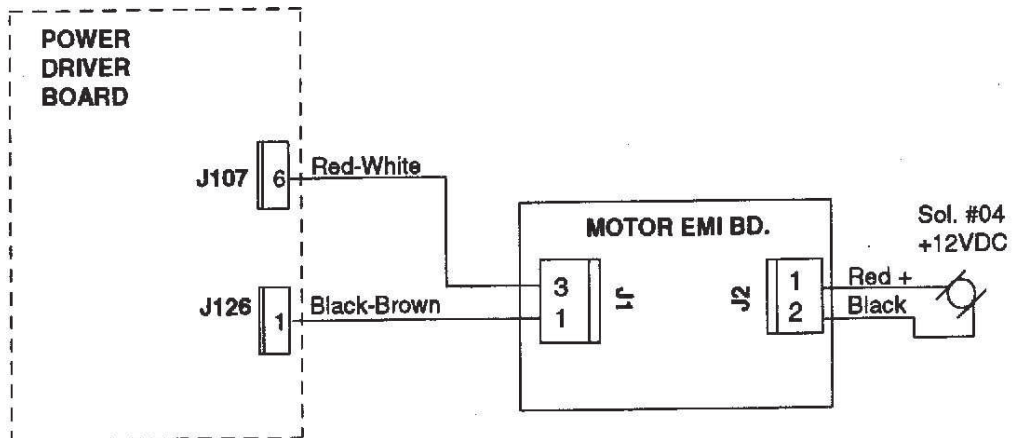 POWER
DRIVER
BOARD
J107
6
Red-White
J126
1
Black-Brown
MOTOR EMI BD.
3
1
J1
J2
1
2
Red +
Black
Sol. #04
+12VDC